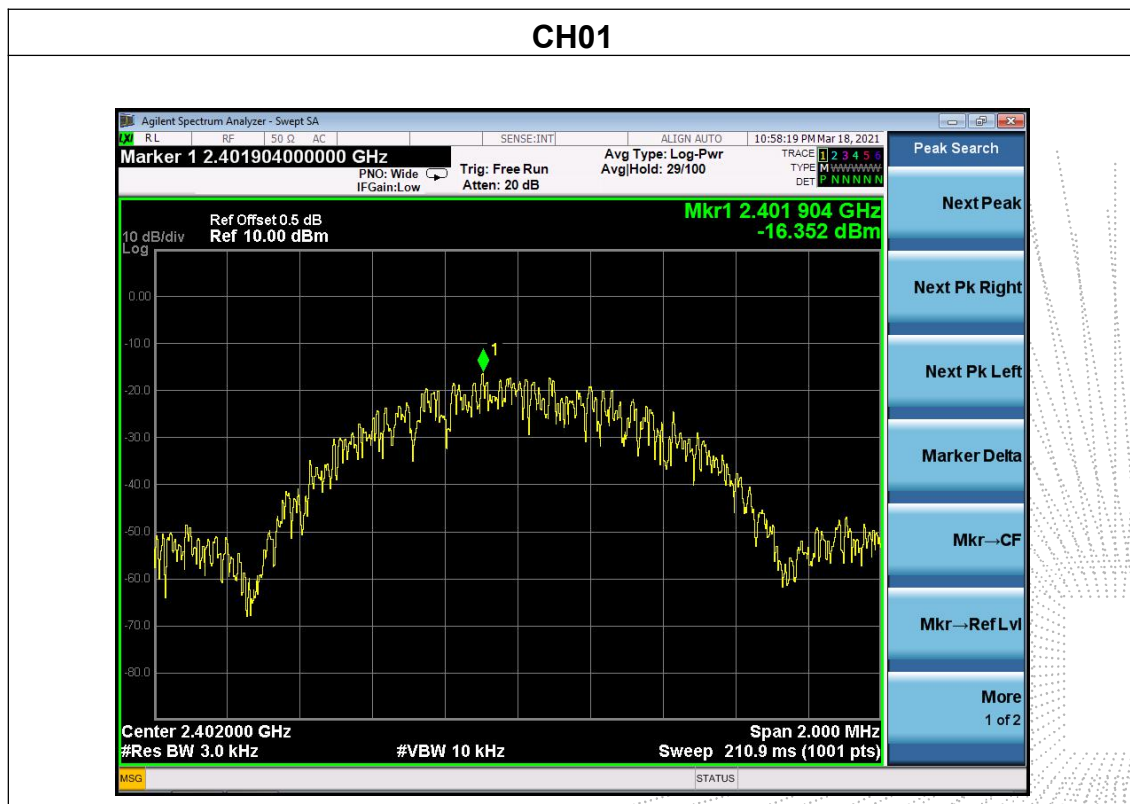 CH01
Agilent Spectrum Analyzer - Swept SA
LXI RL RF 50 Ω AC SENSE:INT ALIGN AUTO 10:58:19 PM Mar 18, 2021
Marker 1 2.401904000000 GHz
PNO: Wide
IFGain:Low
Trig: Free Run
Atten: 20 dB
Avg Type: Log-Pwr
Avg|Hold: 29/100
TRACE 1 2 3 4 5 6
TYPE M W W W W W
DET P N N N N N
Mkr1 2.401 904 GHz
-16.352 dBm
Ref Offset 0.5 dB
Ref 10.00 dBm
10 dB/div
Log
0.00
-10.0
-20.0
-30.0
-40.0
-50.0
-60.0
-70.0
-80.0
1
Center 2.402000 GHz
#Res BW 3.0 kHz
#VBW 10 kHz
Span 2.000 MHz
Sweep 210.9 ms (1001 pts)
MSG
STATUS
Peak Search
Next Peak
Next Pk Right
Next Pk Left
Marker Delta
Mkr→CF
Mkr→Ref Lvl
More
1 of 2